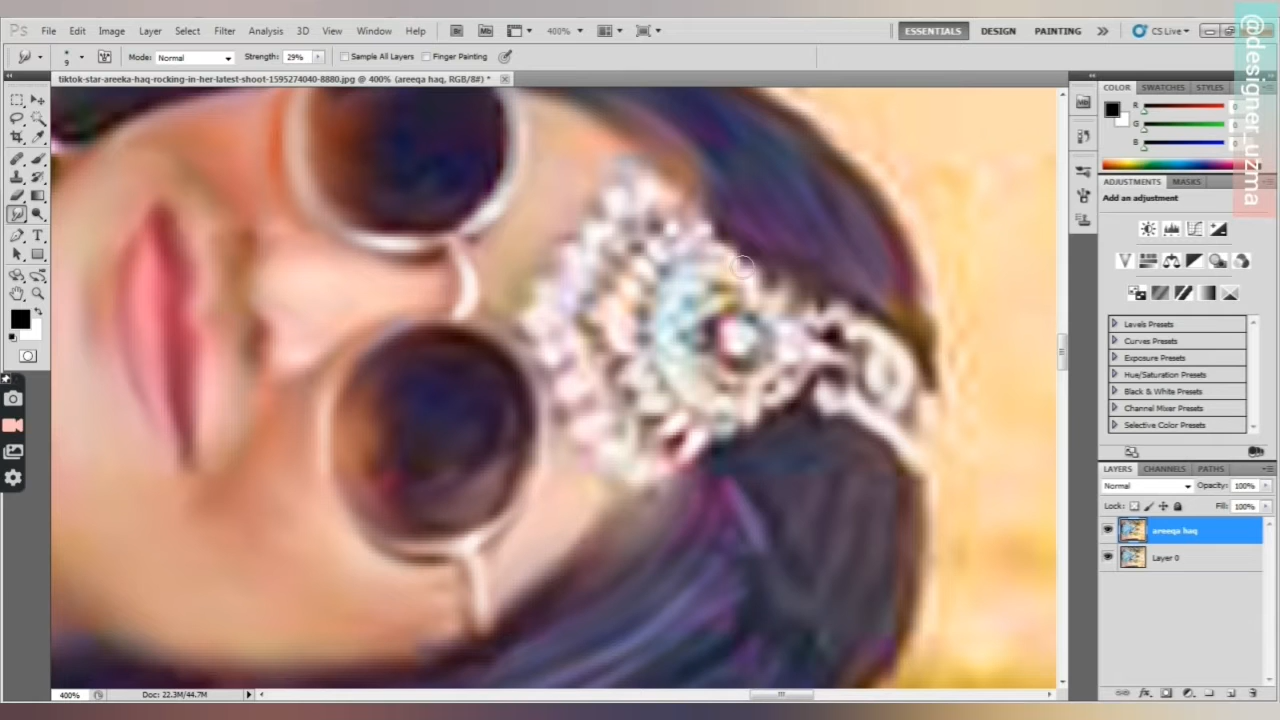 Ps File Edit Image Layer Select Filter Analysis 3D View Window Help Br Mb 400% ESSENTIALS DESIGN PAINTING CS Live
9 Mode: Normal Strength: 29% Sample All Layers Finger Painting
tiktok-star-areeka-haq-rocking-in-her-latest-shoot-1595274040-8880.jpg @ 400% (areeqa haq, RGB/8#) *
@designer_uzma
COLOR SWATCHES STYLES
R
G
B
ADJUSTMENTS MASKS
Add an adjustment
Levels Presets
Curves Presets
Exposure Presets
Hue/Saturation Presets
Black & White Presets
Channel Mixer Presets
Selective Color Presets
LAYERS CHANNELS PATHS
Normal Opacity: 100%
Lock: Fill: 100%
areeqa haq
Layer 0
400% Doc: 22.3M/44.7M